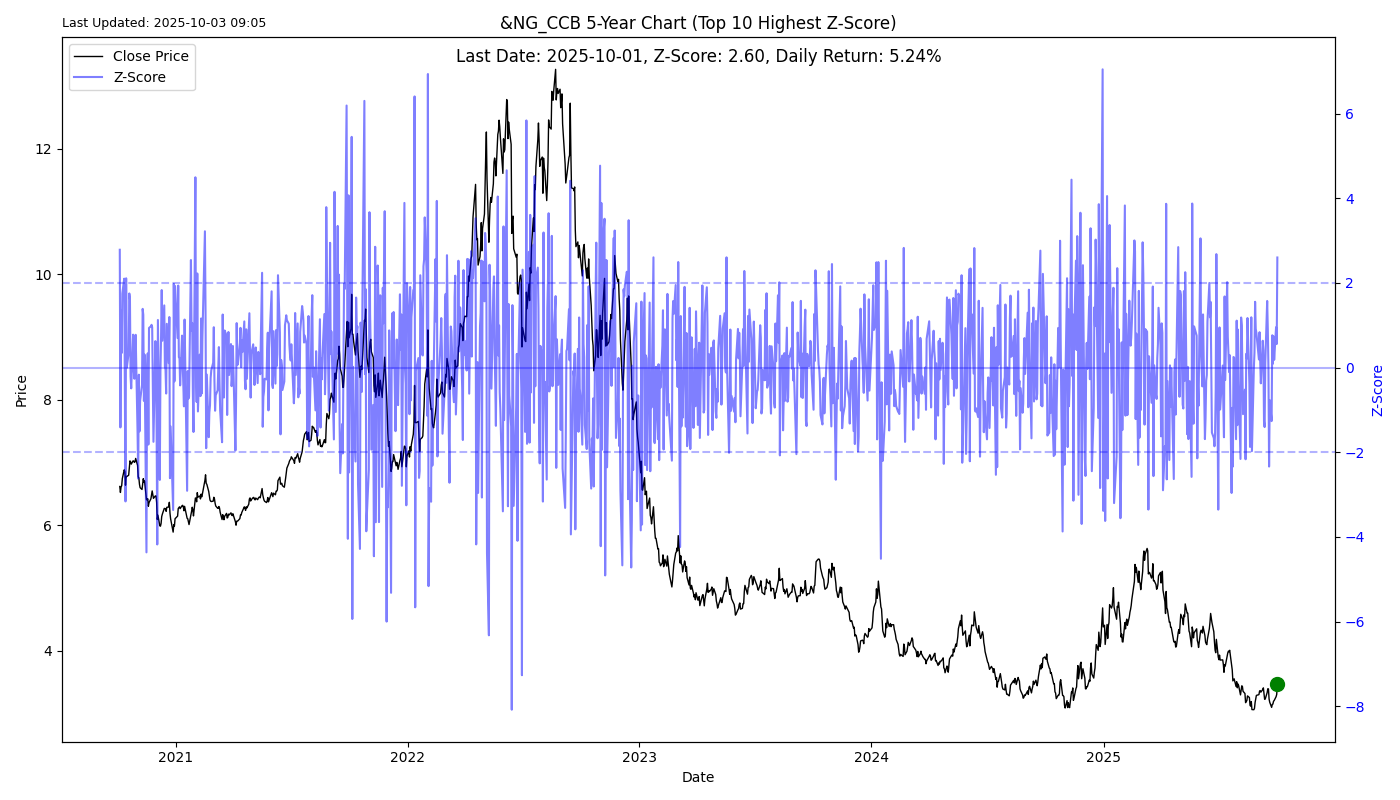 Last Updated: 2025-10-03 09:05
&NG_CCB 5-Year Chart (Top 10 Highest Z-Score)
Last Date: 2025-10-01, Z-Score: 2.60, Daily Return: 5.24%
Close Price
Z-Score
12
10
8
6
4
Price
6
4
2
0
−2
−4
−6
−8
Z-Score
2021
2022
2023
2024
2025
Date